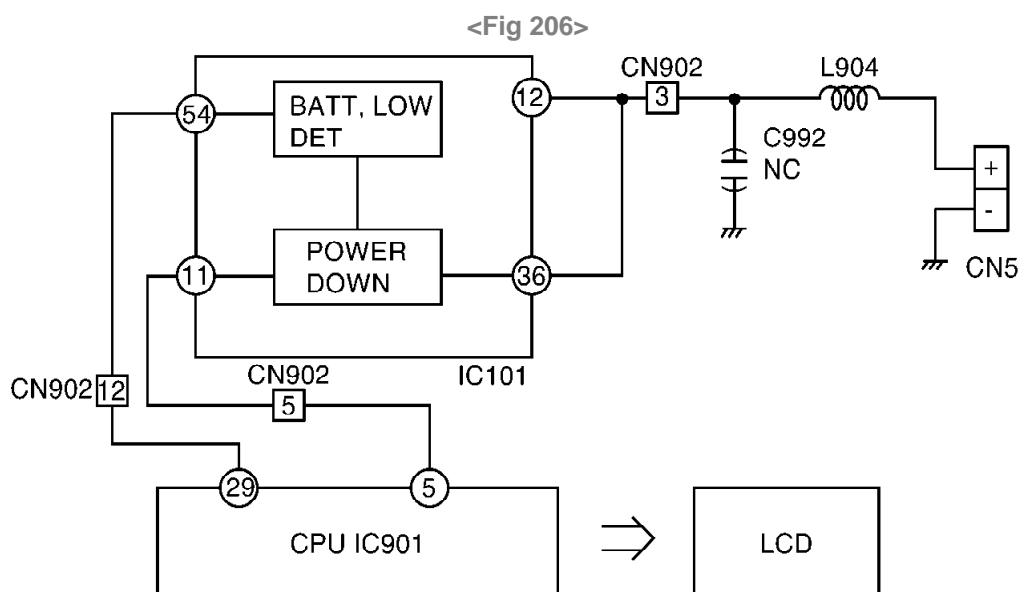 <Fig 206>
CN902
L904
54
BATT, LOW
DET
12
3
C992
NC
+
-
CN5
11
POWER
DOWN
36
IC101
CN902
12
CN902
5
29
5
CPU IC901
LCD